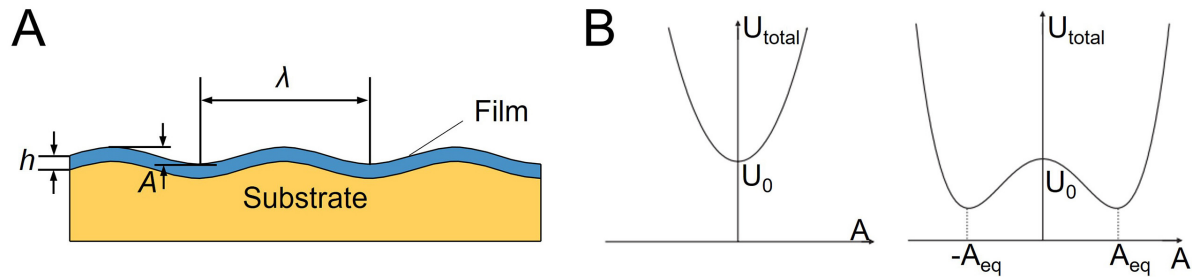 A
λ
Film
h
A
Substrate
B
U_total
U_0
A
U_total
U_0
-A_eq
A_eq
A